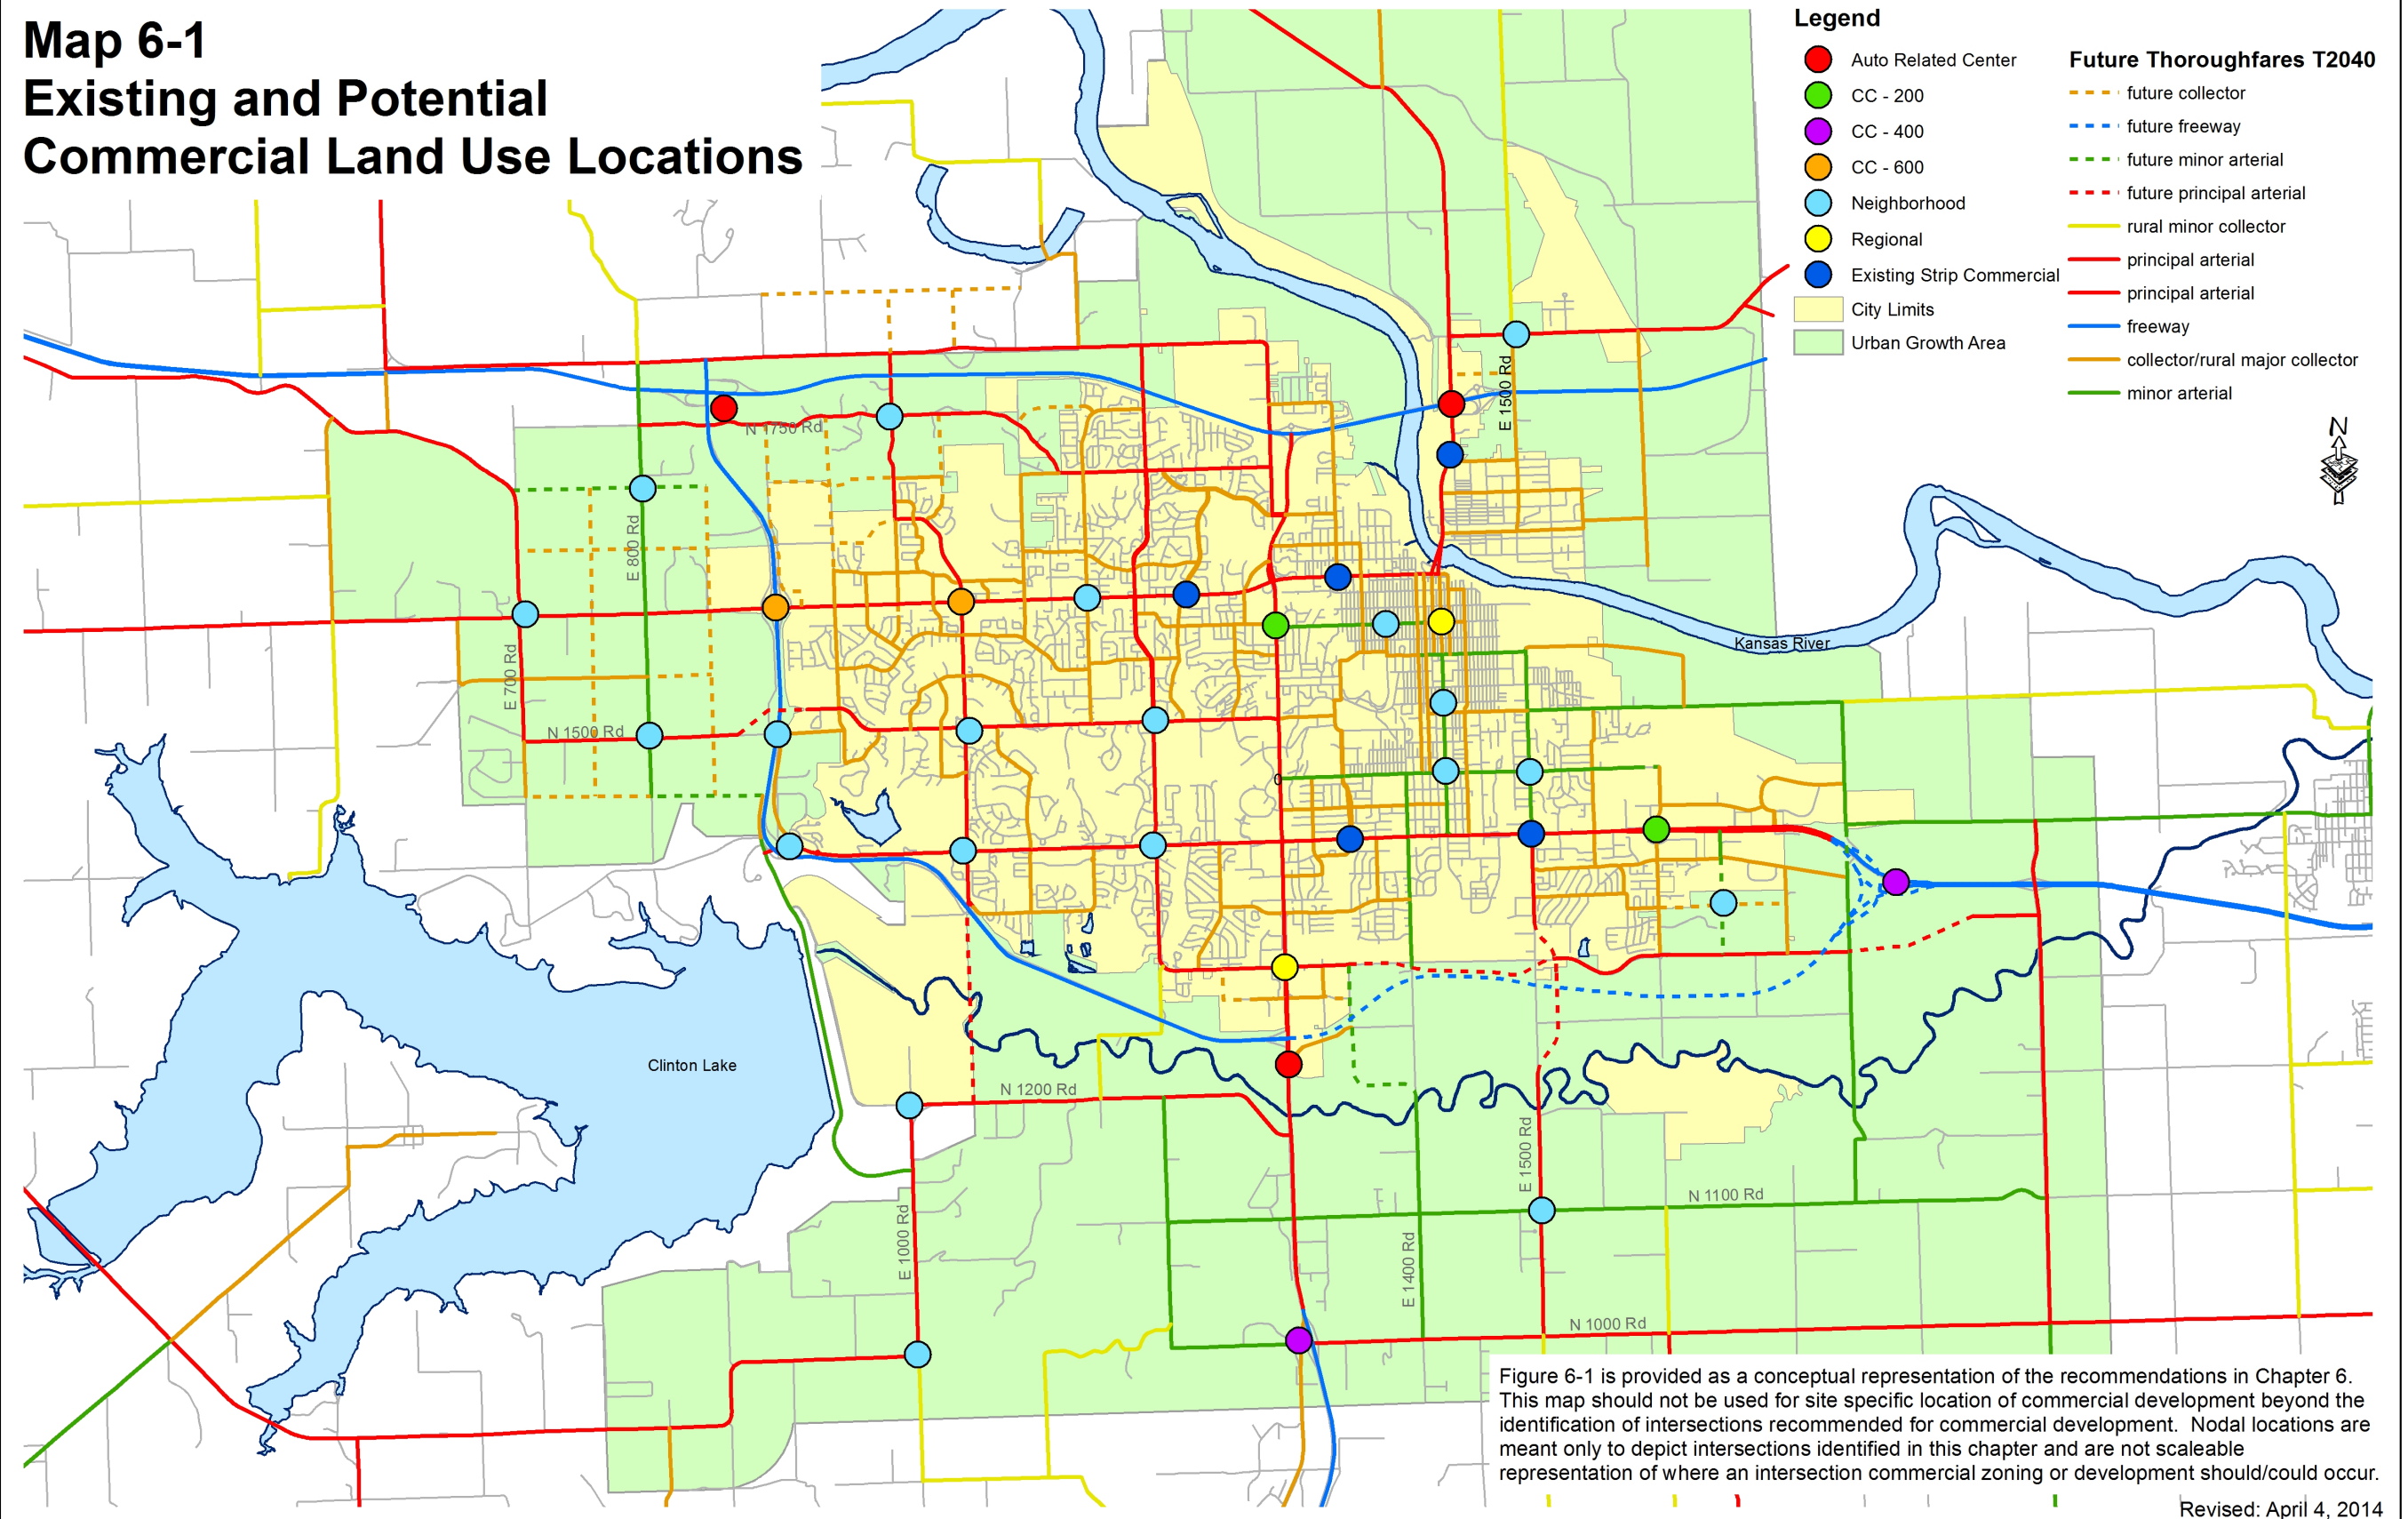 Map 6-1
Existing and Potential
Commercial Land Use Locations
Legend
Auto Related Center
CC - 200
CC - 400
CC - 600
Neighborhood
Regional
Existing Strip Commercial
City Limits
Urban Growth Area
Future Thoroughfares T2040
future collector
future freeway
future minor arterial
future principal arterial
rural minor collector
principal arterial
principal arterial
freeway
collector/rural major collector
minor arterial
N
E 1500 Rd
N 1750 Rd
E 800 Rd
Kansas River
E 700 Rd
N 1500 Rd
0
Clinton Lake
N 1200 Rd
E 1500 Rd
N 1100 Rd
E 1000 Rd
E 1400 Rd
N 1000 Rd
Figure 6-1 is provided as a conceptual representation of the recommendations in Chapter 6.
This map should not be used for site specific location of commercial development beyond the
identification of intersections recommended for commercial development.  Nodal locations are
meant only to depict intersections identified in this chapter and are not scaleable
representation of where an intersection commercial zoning or development should/could occur.
Revised: April 4, 2014